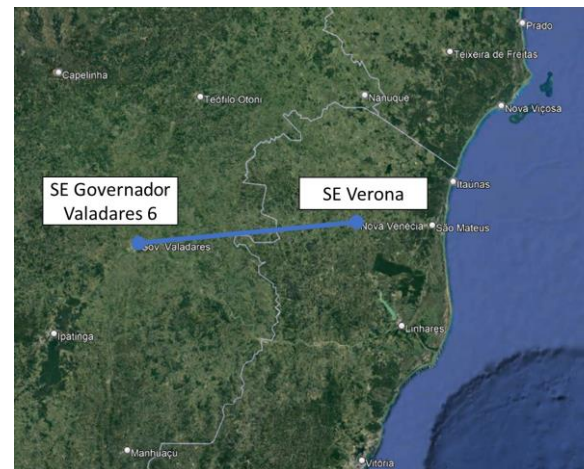 Prado
Teixeira de Freitas
Capelinha
Teófilo Otoni
Nanuque
Nova Viçosa
SE Governador
Valadares 6
SE Verona
Itaúnas
Nova Venécia
São Mateus
Gov. Valadares
Linhares
Ipatinga
Manhuaçu
Vitória